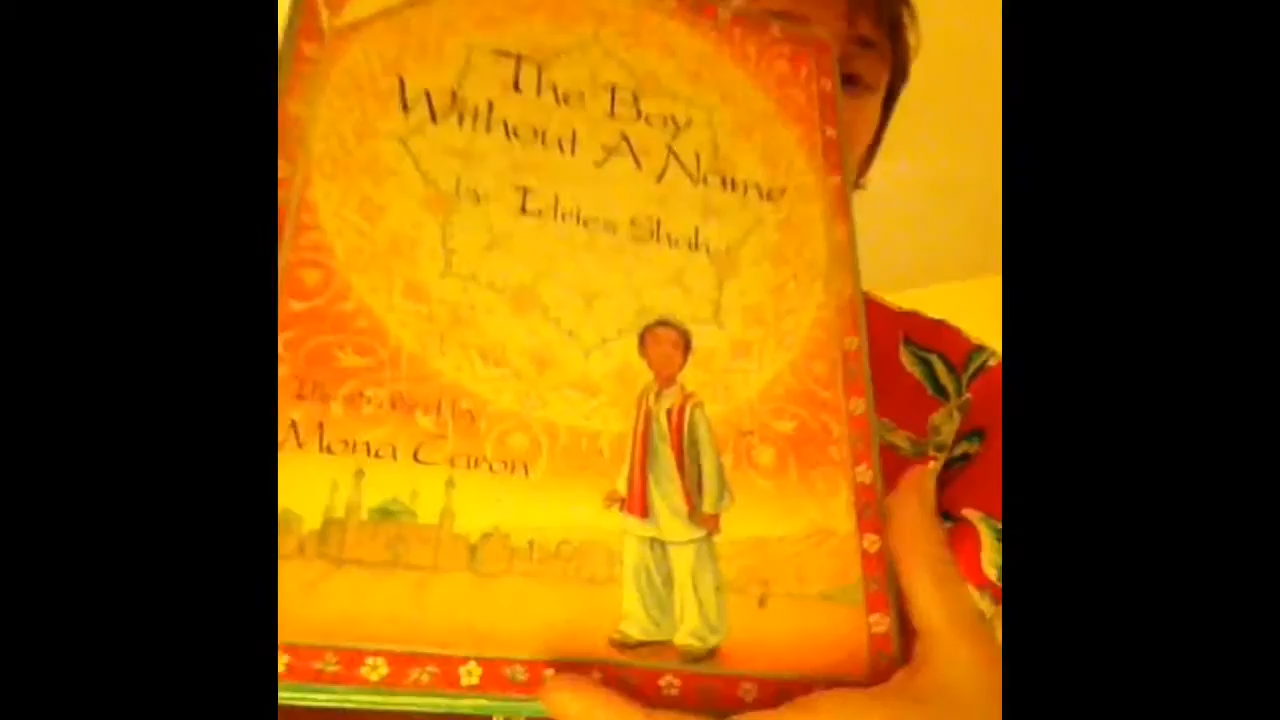 The Boy
Without A Name
by Idries Shah
Illustrated by
Mona Caron